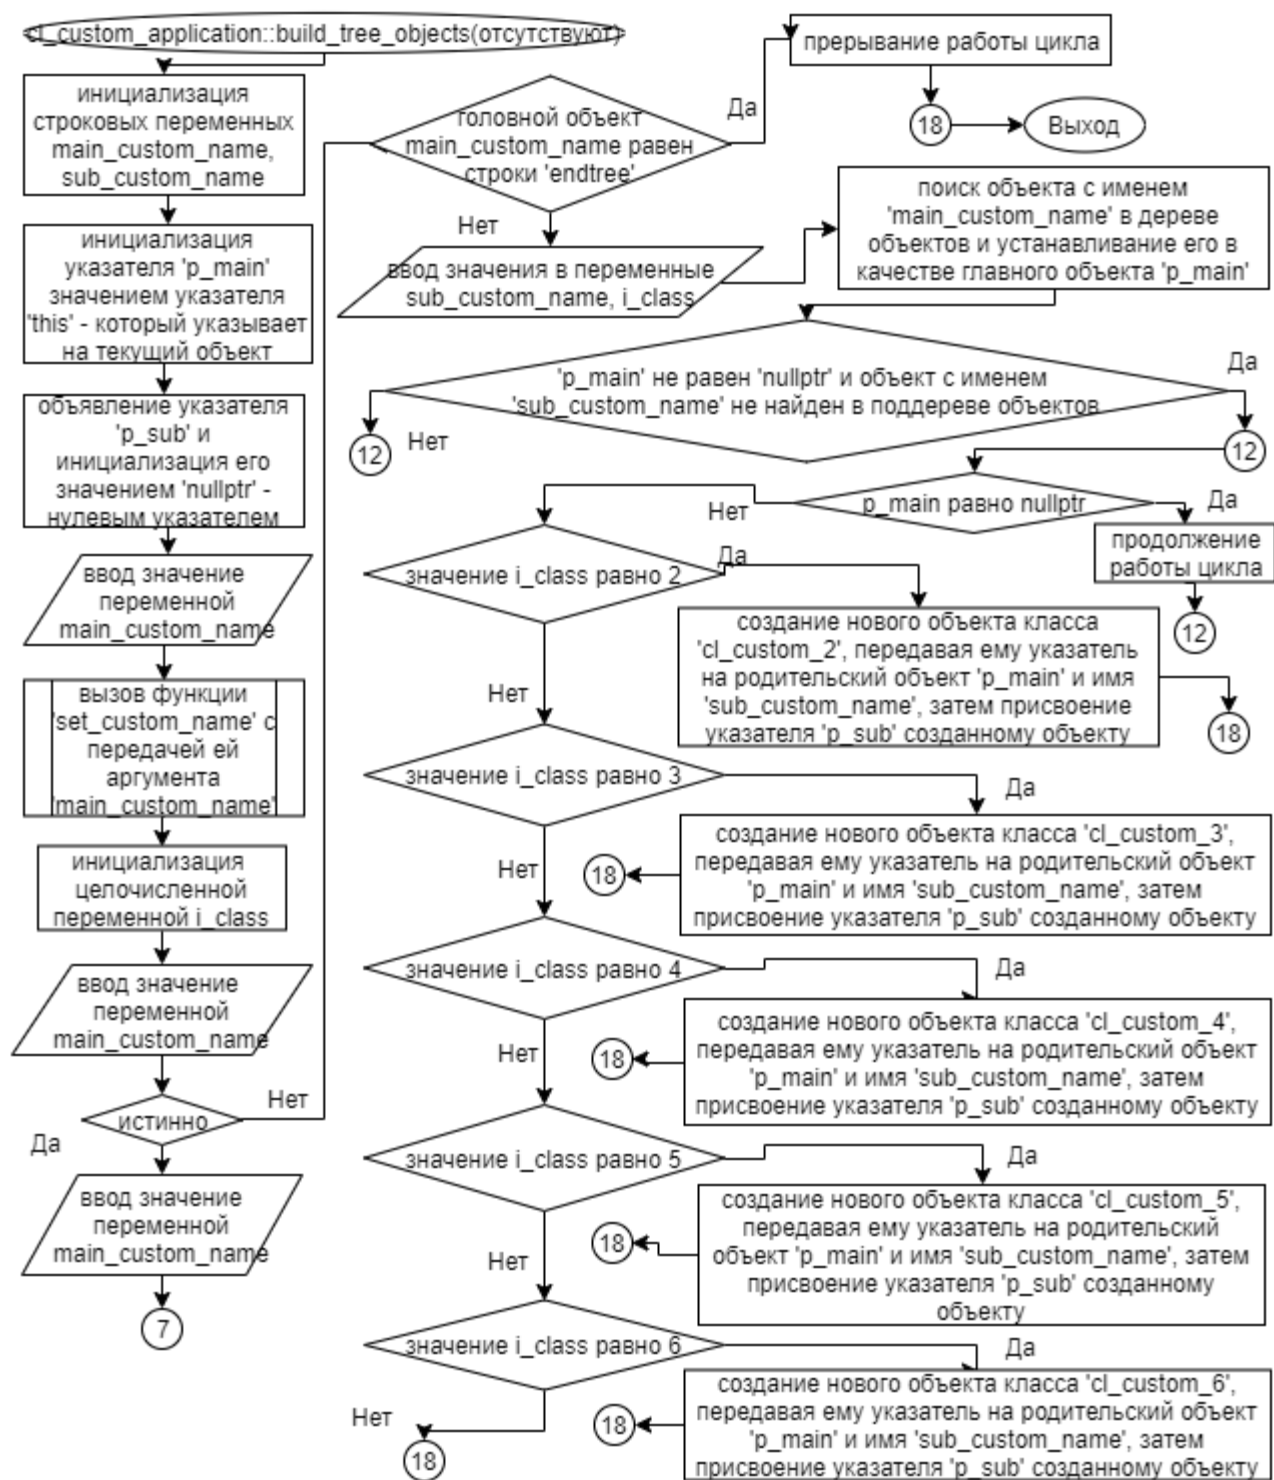 cl_custom_application::build_tree_objects(отсутствуют)
инициализация
строковых переменных
main_custom_name,
sub_custom_name
инициализация
указателя 'p_main'
значением указателя
'this' - который указывает
на текущий объект
объявление указателя
'p_sub' и
инициализация его
значением 'nullptr' -
нулевым указателем
ввод значение
переменной
main_custom_name
вызов функции
'set_custom_name' с
передачей ей
аргумента
'main_custom_name'
инициализация
целочисленной
переменной i_class
ввод значение
переменной
main_custom_name
истинно
Нет
Да
ввод значение
переменной
main_custom_name
7
головной объект
main_custom_name равен
строки 'endtree'
Да
прерывание работы цикла
18
Выход
Нет
ввод значения в переменные
sub_custom_name, i_class
поиск объекта с именем
'main_custom_name' в дереве
объектов и устанавливание его в
качестве главного объекта 'p_main'
'p_main' не равен 'nullptr' и объект с именем
'sub_custom_name' не найден в поддереве объектов
Да
12
Нет
12
p_main равно nullptr
Да
Нет
продолжение
работы цикла
12
значение i_class равно 2
Да
создание нового объекта класса
'cl_custom_2', передавая ему указатель
на родительский объект 'p_main' и имя
'sub_custom_name', затем присвоение
указателя 'p_sub' созданному объекту
18
Нет
значение i_class равно 3
Да
создание нового объекта класса 'cl_custom_3',
передавая ему указатель на родительский объект
'p_main' и имя 'sub_custom_name', затем
присвоение указателя 'p_sub' созданному объекту
18
Нет
значение i_class равно 4
Да
создание нового объекта класса 'cl_custom_4',
передавая ему указатель на родительский объект
'p_main' и имя 'sub_custom_name', затем
присвоение указателя 'p_sub' созданному объекту
18
Нет
значение i_class равно 5
Да
создание нового объекта класса 'cl_custom_5',
передавая ему указатель на родительский
объект 'p_main' и имя 'sub_custom_name', затем
присвоение указателя 'p_sub' созданному
объекту
18
Нет
значение i_class равно 6
Да
создание нового объекта класса 'cl_custom_6',
передавая ему указатель на родительский объект
'p_main' и имя 'sub_custom_name', затем
присвоение указателя 'p_sub' созданному объекту
18
Нет
18